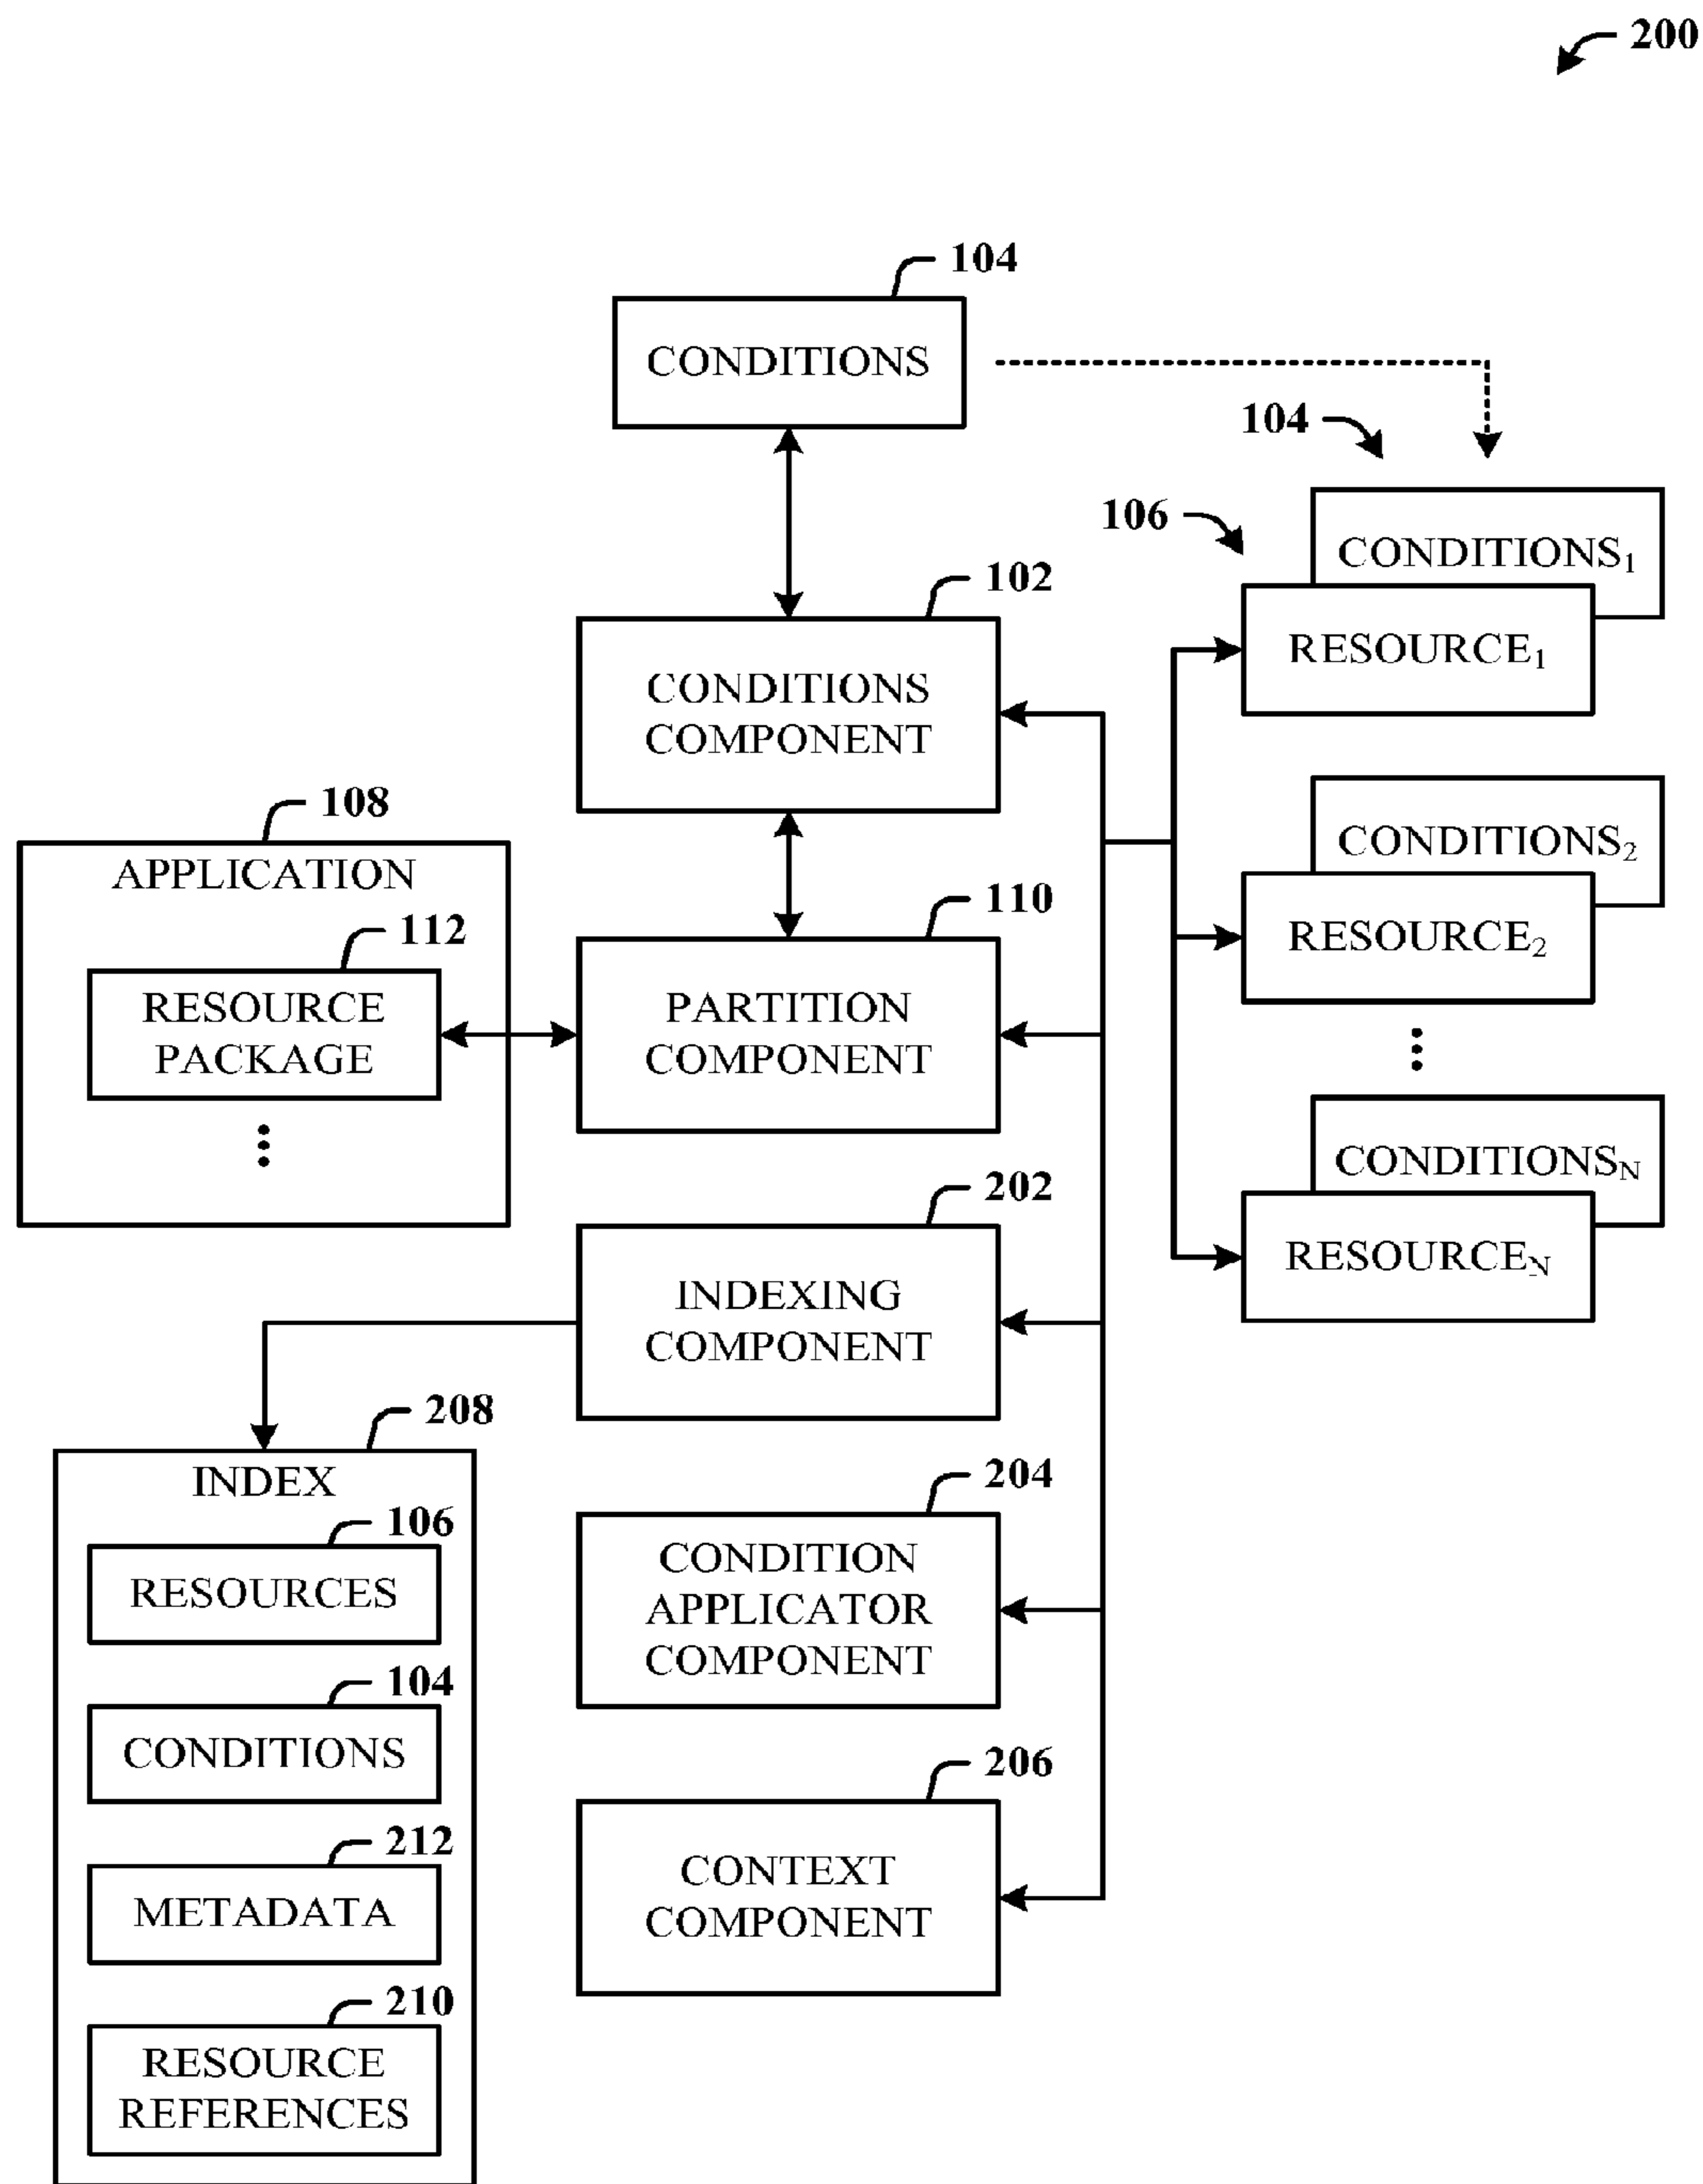 200
104
CONDITIONS
104
106
CONDITIONS₁
RESOURCE₁
102
CONDITIONS
COMPONENT
108
APPLICATION
112
RESOURCE
PACKAGE
110
PARTITION
COMPONENT
CONDITIONS₂
RESOURCE₂
CONDITIONSN
RESOURCEN
202
INDEXING
COMPONENT
208
INDEX
106
RESOURCES
104
CONDITIONS
212
METADATA
210
RESOURCE
REFERENCES
204
CONDITION
APPLICATOR
COMPONENT
206
CONTEXT
COMPONENT